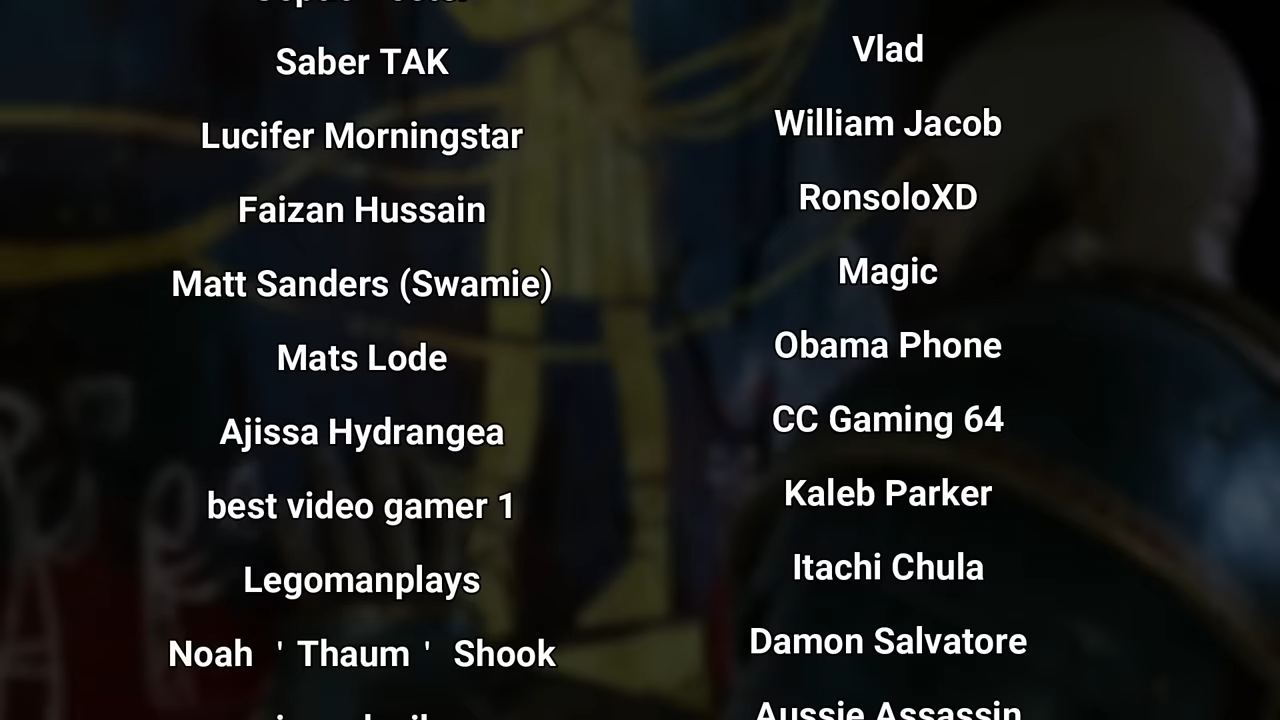 Saber TAK
Lucifer Morningstar
Faizan Hussain
Matt Sanders (Swamie)
Mats Lode
Ajissa Hydrangea
best video gamer 1
Legomanplays
Noah ' Thaum ' Shook
Vlad
William Jacob
RonsoloXD
Magic
Obama Phone
CC Gaming 64
Kaleb Parker
Itachi Chula
Damon Salvatore
Aussie Assassin